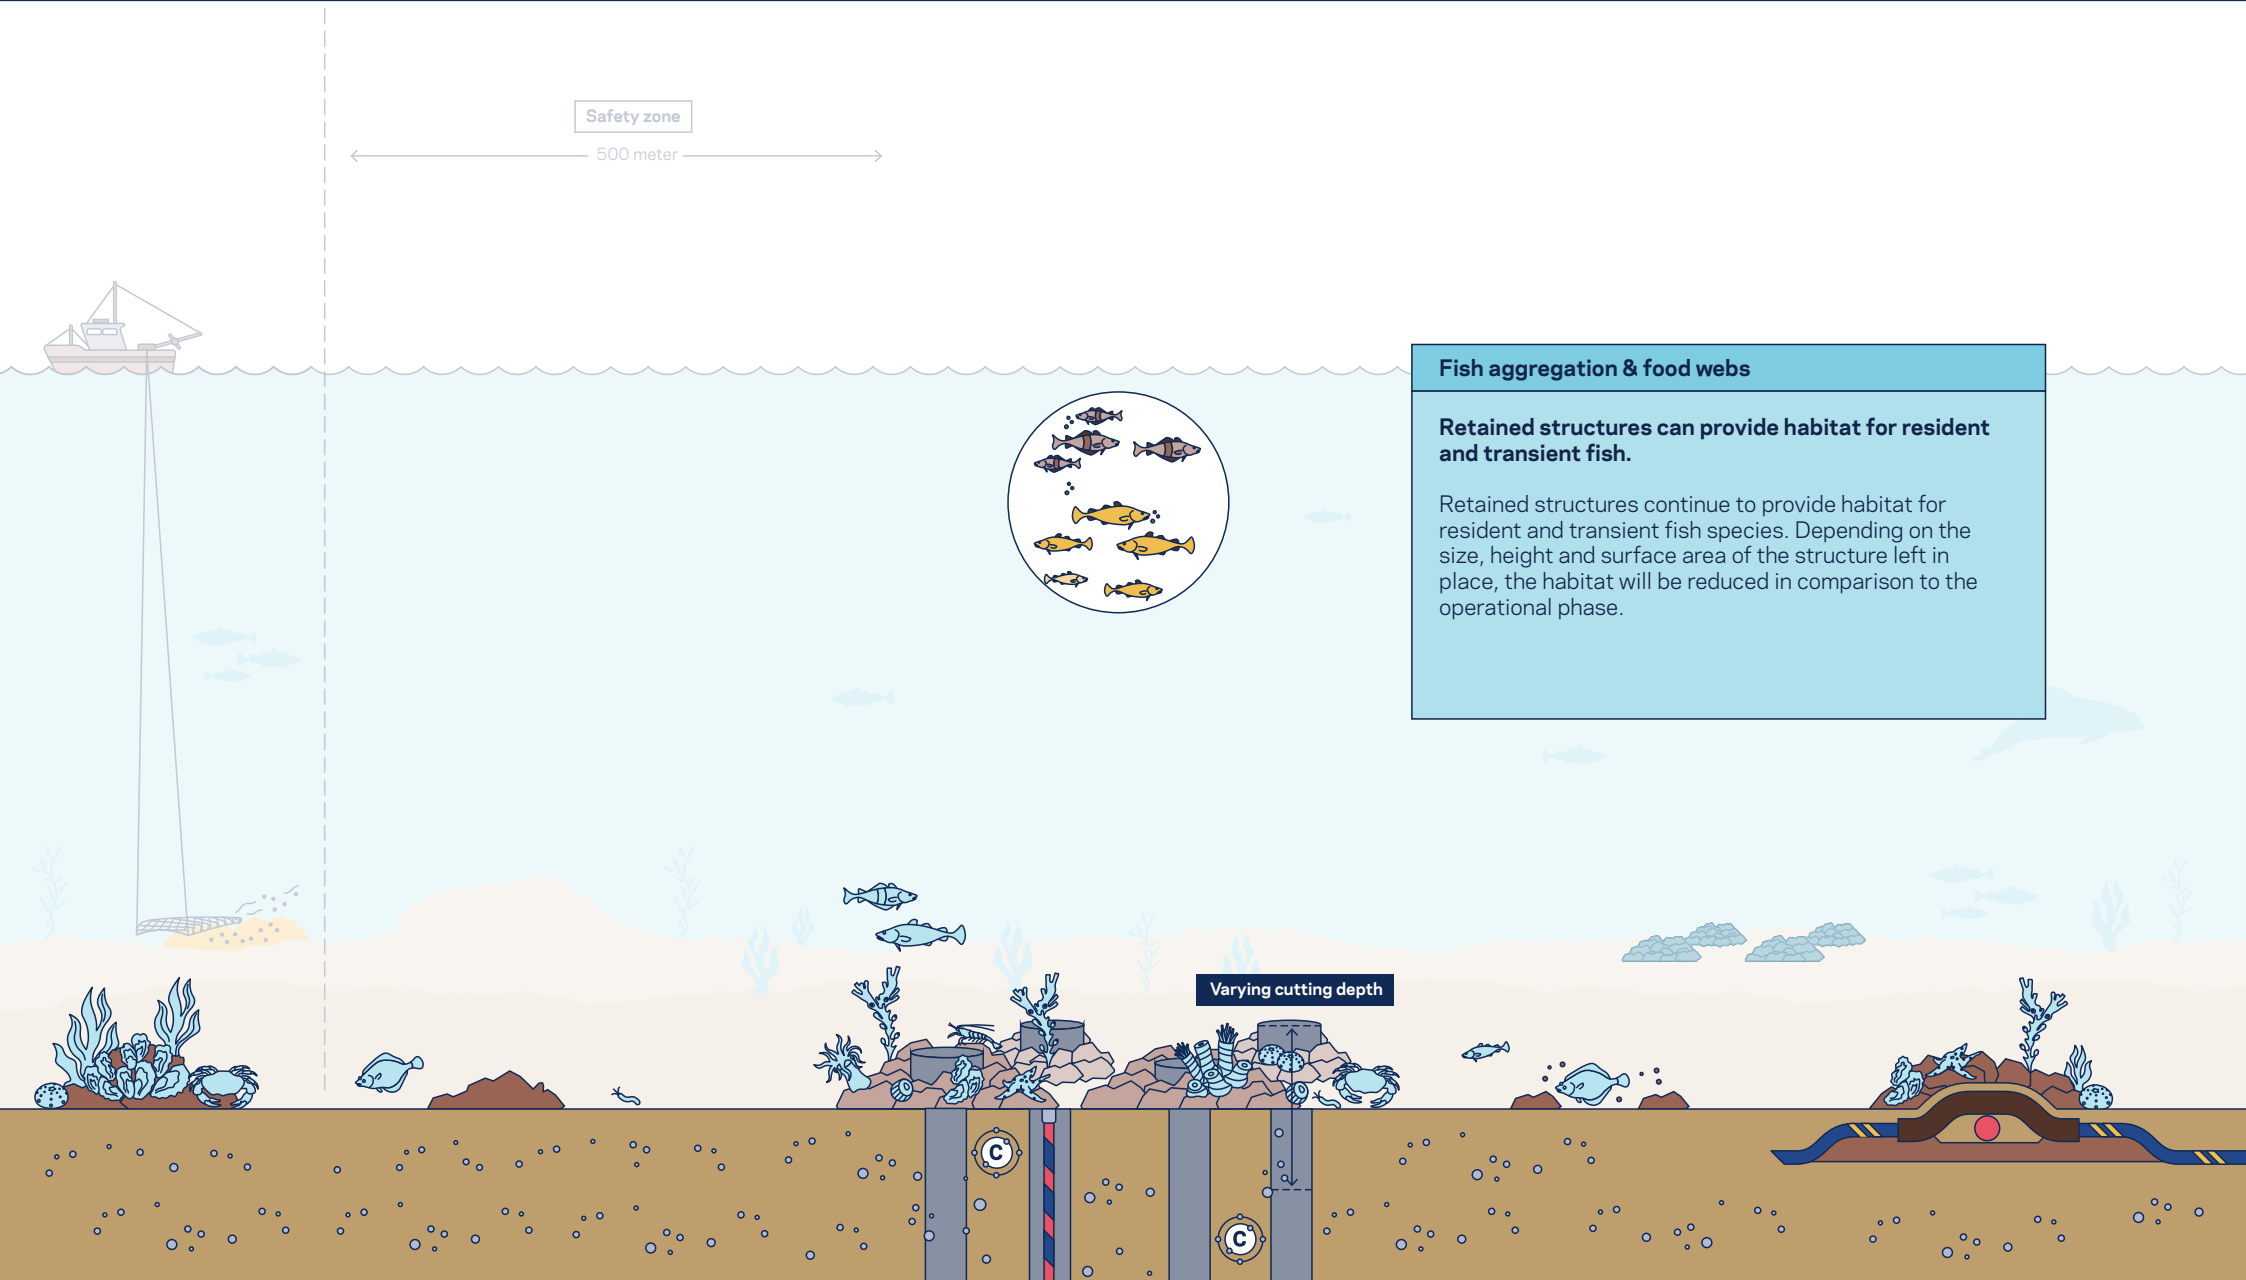 Safety zone
500 meter
Fish aggregation & food webs
Retained structures can provide habitat for resident
and transient fish.
Retained structures continue to provide habitat for
resident and transient fish species. Depending on the
size, height and surface area of the structure left in
place, the habitat will be reduced in comparison to the
operational phase.
Varying cutting depth
C
C